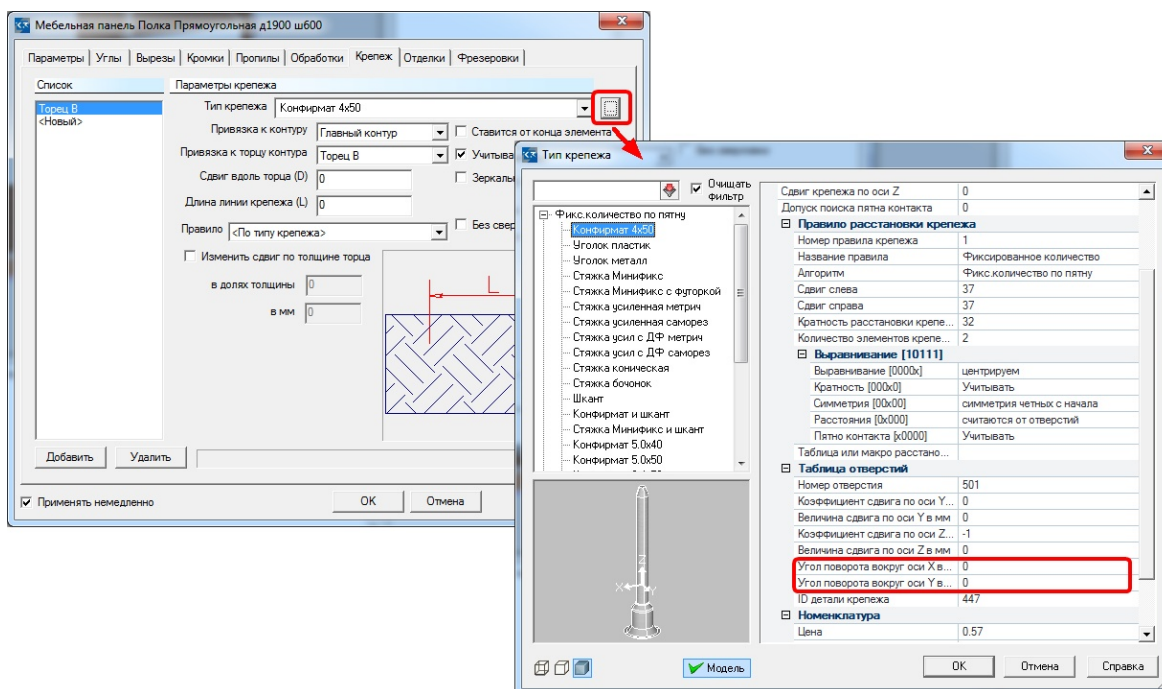 Мебельная панель Полка Прямоугольная д1900 ш600
Параметры Углы Вырезы Кромки Пропилы Обработки Крепеж Отделки Фрезеровки
Список
Торец В
<Новый>
Параметры крепежа
Тип крепежа Конфирмат 4x50
Привязка к контуру Главный контур Ставится от конца элемента
Привязка к торцу контура Торец В Учитыва
Сдвиг вдоль торца (D) 0 Зеркаль
Длина линии крепежа (L) 0
Правило <По типу крепежа> Без свер
Изменить сдвиг по толщине торца
в долях толщины 0
в мм 0
L
Добавить Удалить
Применять немедленно ОК Отмена
Тип крепежа
Очищать
фильтр
Фикс.количество по пятну
Конфирмат 4x50
Уголок пластик
Уголок металл
Стяжка Минификс
Стяжка Минификс с футоркой
Стяжка усиленная метрич
Стяжка усиленная саморез
Стяжка усил с ДФ метрич
Стяжка усил с ДФ саморез
Стяжка коническая
Стяжка бочонок
Шкант
Конфирмат и шкант
Стяжка Минификс и шкант
Конфирмат 5.0x40
Конфирмат 5.0x50
Z
X
Y
Сдвиг крепежа по оси Z 0
Допуск поиска пятна контакта 0
Правило расстановки крепежа
Номер правила крепежа 1
Название правила Фиксированное количество
Алгоритм Фикс.количество по пятну
Сдвиг слева 37
Сдвиг справа 37
Кратность расстановки крепе... 32
Количество элементов крепе... 2
Выравнивание [10111]
Выравнивание [0000x] центрируем
Кратность [000x0] Учитывать
Симметрия [00x00] симметрия четных с начала
Расстояния [0x000] считаются от отверстий
Пятно контакта [x0000] Учитывать
Таблица или макро расстано...
Таблица отверстий
Номер отверстия 501
Коэффициент сдвига по оси Y... 0
Величина сдвига по оси Y в мм 0
Коэффициент сдвига по оси Z... -1
Величина сдвига по оси Z в мм 0
Угол поворота вокруг оси X в... 0
Угол поворота вокруг оси Y в... 0
ID детали крепежа 447
Номенклатура
Цена 0.57
Модель ОК Отмена Справка